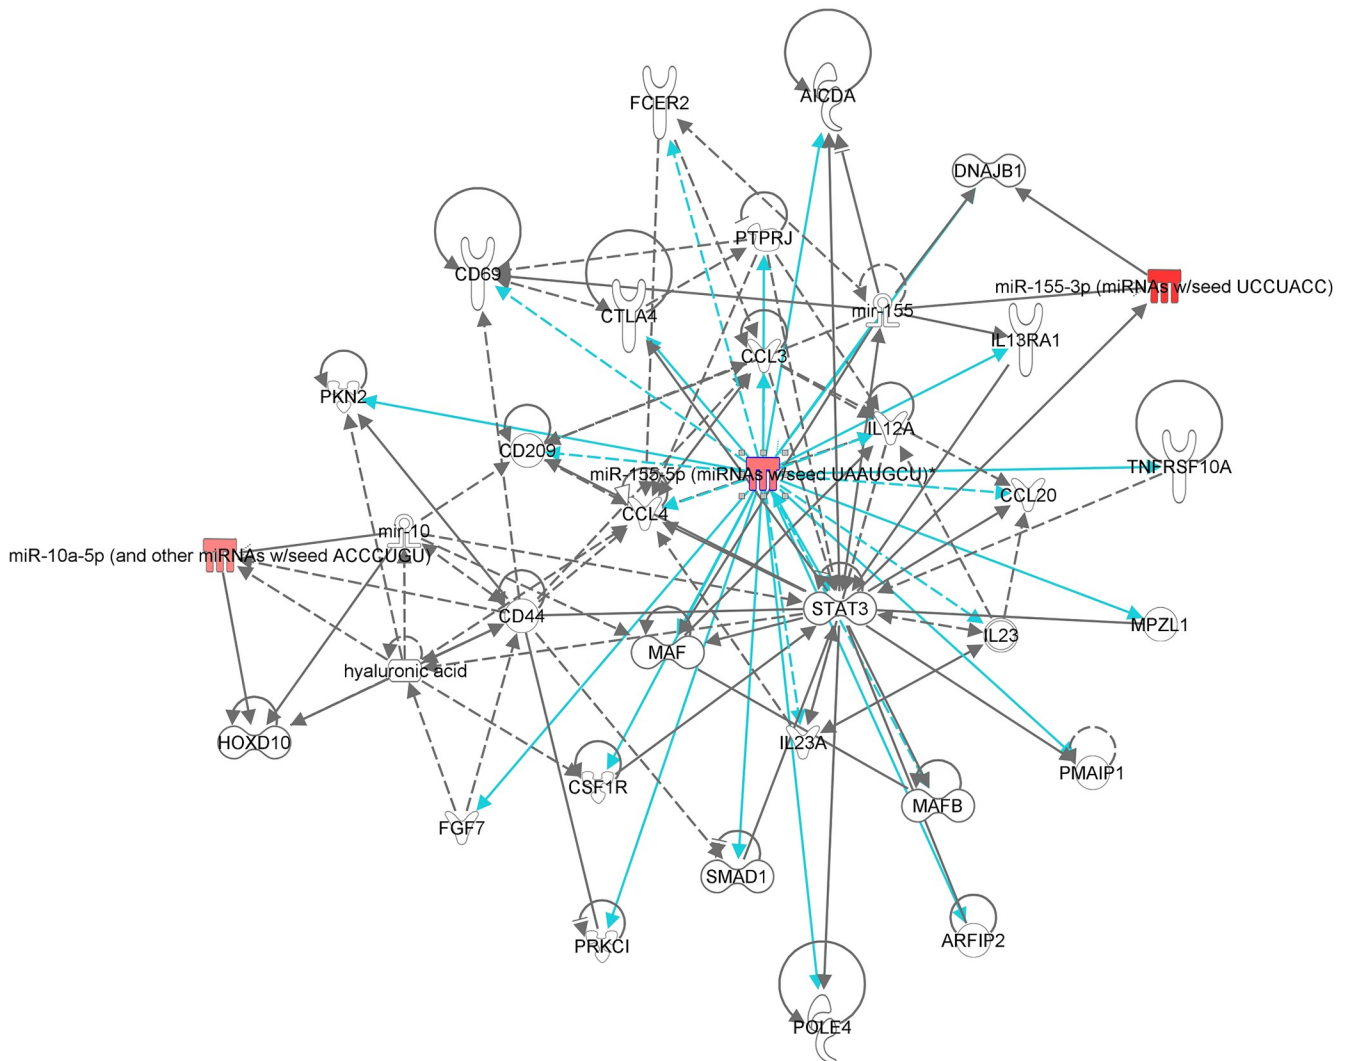 AICDA
FCER2
DNAJB1
PTPRJ
CD69
miR-155-3p (miRNAs w/seed UCCUACC)
mir-155
CTLA4
IL13RA1
CCL3
PKN2
IL12A
CD209
TNFRSF10A
miR-155-5p (miRNAs w/seed UAAUGCU)*
CCL20
CCL4
mir-10
miR-10a-5p (and other miRNAs w/seed ACCCUGU)
STAT3
CD44
MPZL1
IL23
MAF
hyaluronic acid
HOXD10
IL23A
PMAIP1
CSF1R
MAFB
FGF7
SMAD1
ARFIP2
PRKCI
POLE4